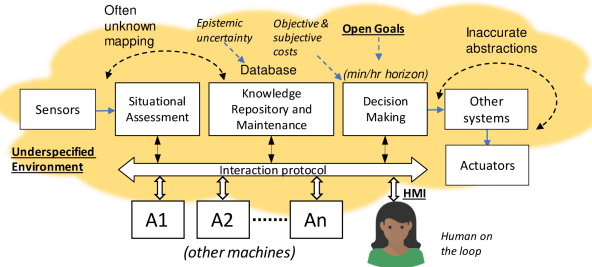 Often
unknown
mapping
Epistemic
uncertainty
Objective &
subjective
costs
Open Goals
Inaccurate
abstractions
Database
(min/hr horizon)
Sensors
Situational
Assessment
Knowledge
Repository and
Maintenance
Decision
Making
Other
systems
Underspecified
Environment
Interaction protocol
Actuators
HMI
A1
A2
An
(other machines)
Human on
the loop